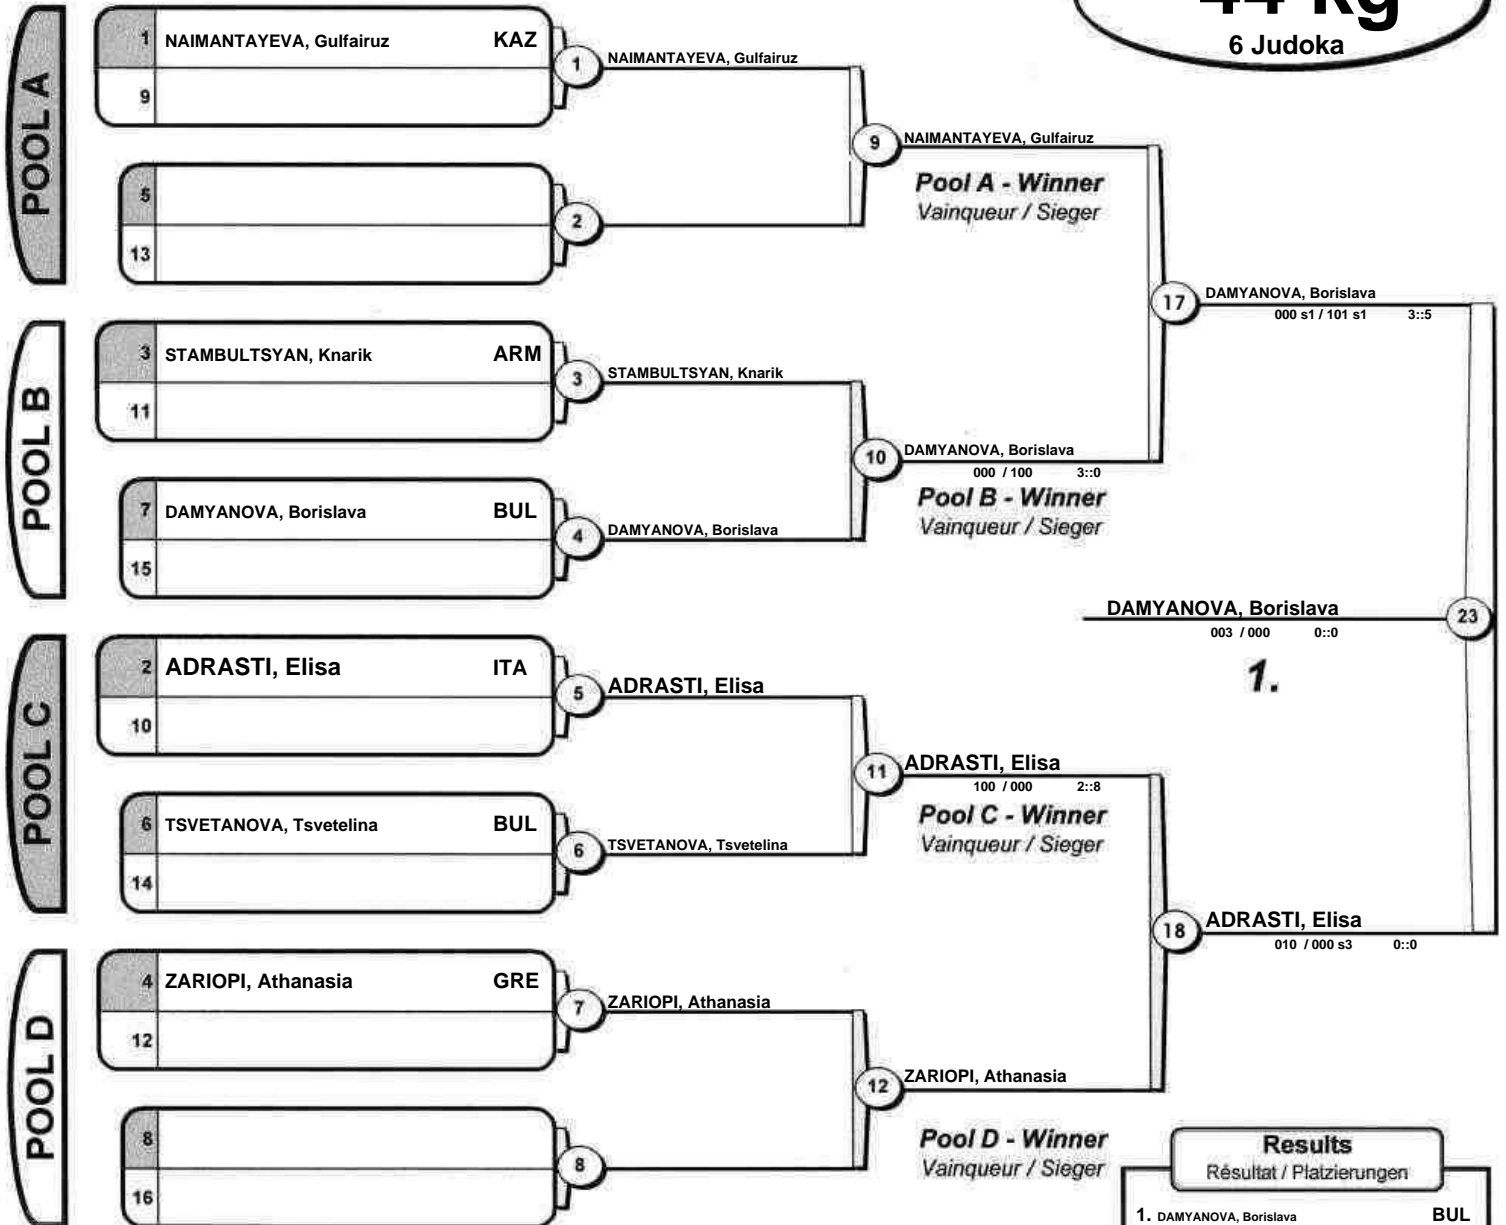 44 kg
6 Judoka
POOL A
1 NAIMANTAYEVA, Gulfairuz KAZ
9
1 NAIMANTAYEVA, Gulfairuz
5
13
2
9 NAIMANTAYEVA, Gulfairuz
Pool A - Winner
Vainqueur / Sieger
POOL B
3 STAMBULTSYAN, Knarik ARM
11
3 STAMBULTSYAN, Knarik
7 DAMYANOVA, Borislava BUL
15
4 DAMYANOVA, Borislava
10 DAMYANOVA, Borislava
000 / 100 3::0
Pool B - Winner
Vainqueur / Sieger
17 DAMYANOVA, Borislava
000 s1 / 101 s1 3::5
DAMYANOVA, Borislava 23
003 / 000 0::0
1.
POOL C
2 ADRASTI, Elisa ITA
10
5 ADRASTI, Elisa
6 TSVETANOVA, Tsvetelina BUL
14
6 TSVETANOVA, Tsvetelina
11 ADRASTI, Elisa
100 / 000 2::8
Pool C - Winner
Vainqueur / Sieger
18 ADRASTI, Elisa
010 / 000 s3 0::0
POOL D
4 ZARIOPI, Athanasia GRE
12
7 ZARIOPI, Athanasia
8
16
8
12 ZARIOPI, Athanasia
Pool D - Winner
Vainqueur / Sieger
Results
Résultat / Platzierungen
1. DAMYANOVA, Borislava BUL